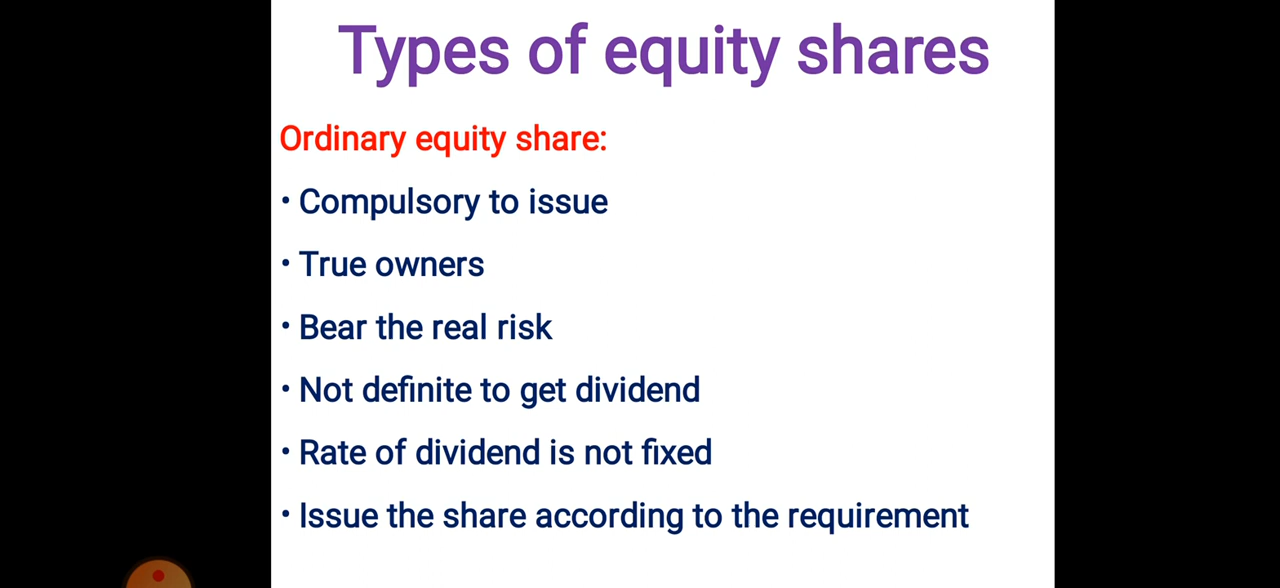 Types of equity shares
Ordinary equity share:
• Compulsory to issue
• True owners
• Bear the real risk
• Not definite to get dividend
• Rate of dividend is not fixed
• Issue the share according to the requirement